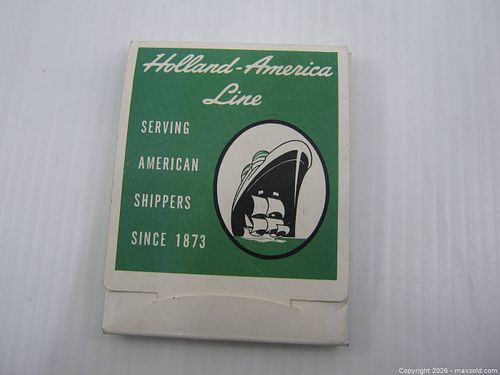 Holland-America
Line
SERVING
AMERICAN
SHIPPERS
SINCE 1873
Copyright 2026 - maxsold.com